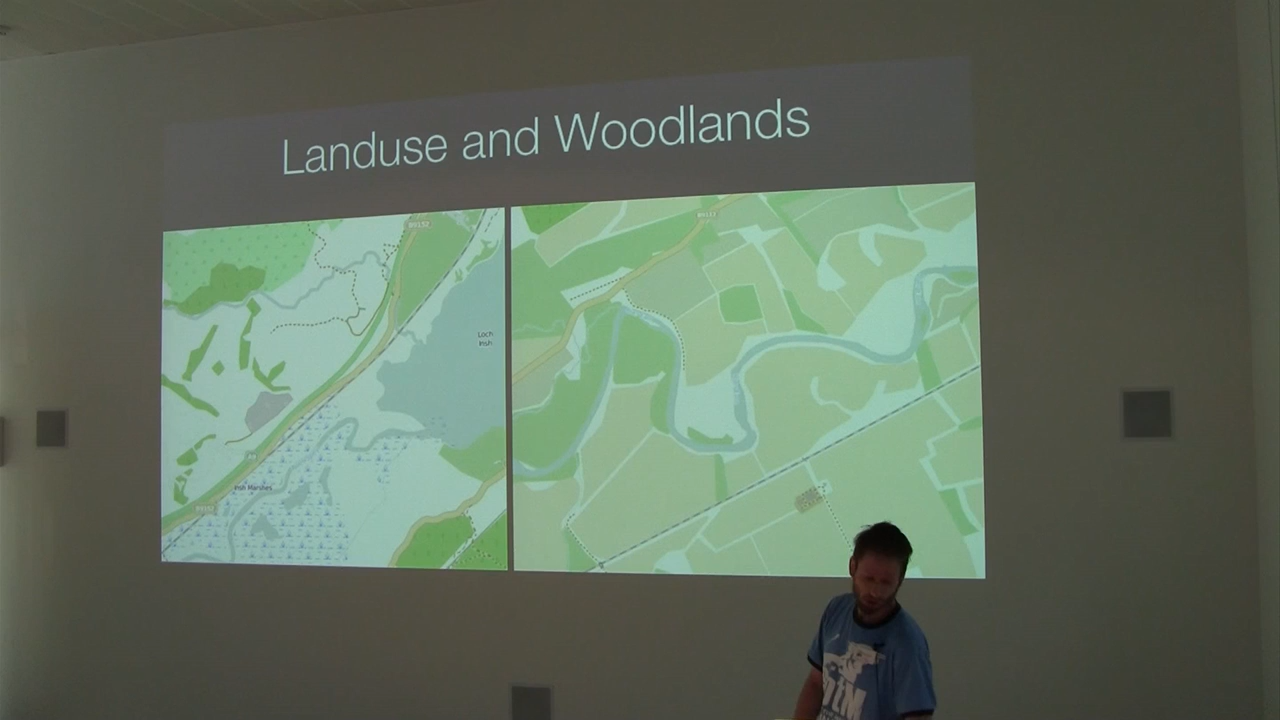 Landuse and Woodlands
B9152
Loch
Insh
Insh Marshes
B9152